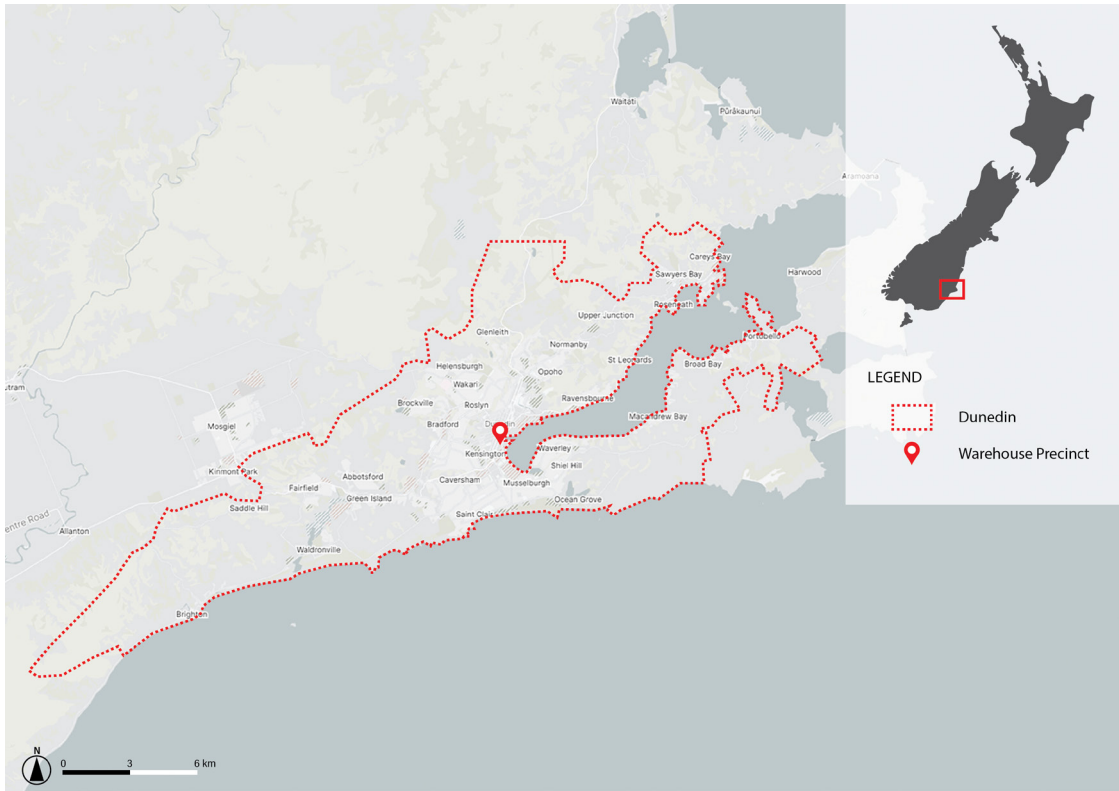 Waitati
Pūrākaunui
Aramoana
Careys Bay
Sawyers Bay
Harwood
Roseneath
Upper Junction
Portobello
Glenleith
Normanby
St Leonards
Broad Bay
Helensburgh
Opoho
Wakari
Ravensbourne
Brockville
Roslyn
Macandrew Bay
Mosgiel
Bradford
Dunedin
Kensington
Waverley
Shiel Hill
Kinmont Park
Abbotsford
Caversham
Musselburgh
Fairfield
Green Island
Ocean Grove
Saddle Hill
Saint Clair
Allanton
Waldronville
Brighton
LEGEND
Dunedin
Warehouse Precinct
N
0 3 6 km